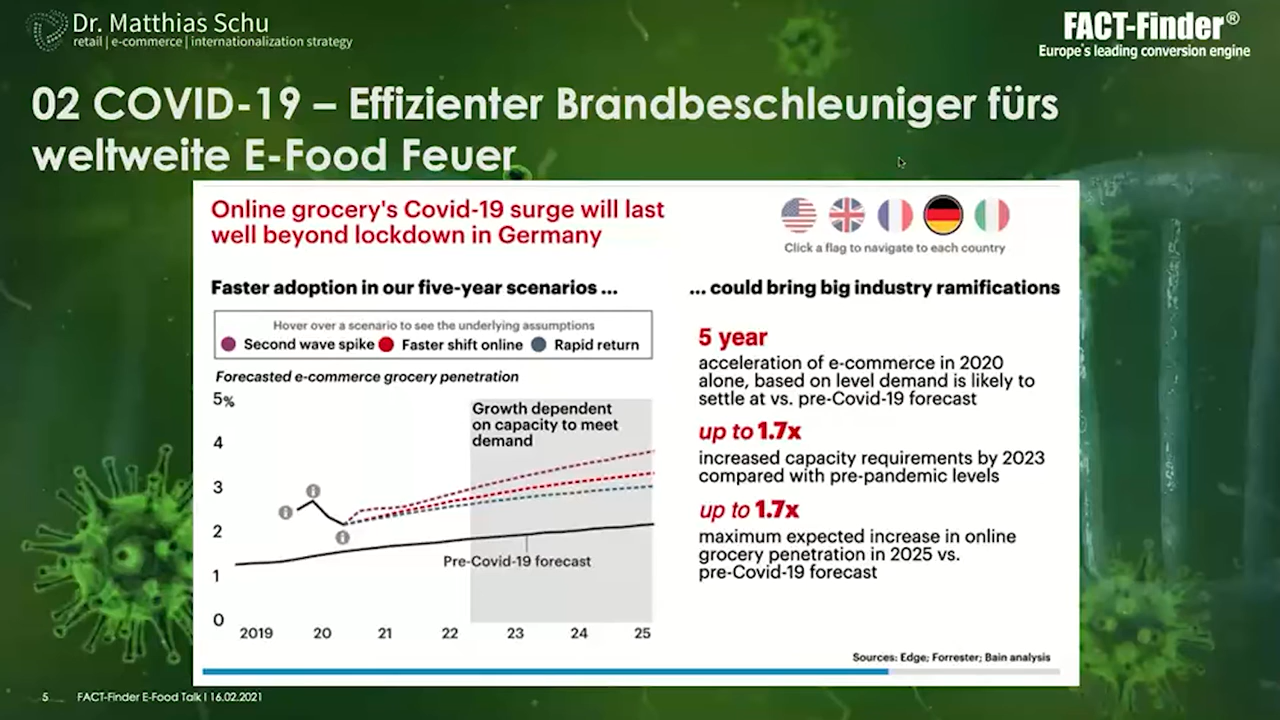 Dr. Matthias Schu
retail | e-commerce | internationalization strategy
FACT-Finder®
Europe's leading conversion engine
02 COVID-19 – Effizienter Brandbeschleuniger fürs
weltweite E-Food Feuer
Online grocery's Covid-19 surge will last
well beyond lockdown in Germany
Click a flag to navigate to each country
Faster adoption in our five-year scenarios ...
Hover over a scenario to see the underlying assumptions
Second wave spike Faster shift online Rapid return
Forecasted e-commerce grocery penetration
5%
4
3
2
1
0
Growth dependent
on capacity to meet
demand
i
i
i
Pre-Covid-19 forecast
2019 20 21 22 23 24 25
... could bring big industry ramifications
5 year
acceleration of e-commerce in 2020
alone, based on level demand is likely to
settle at vs. pre-Covid-19 forecast
up to 1.7x
increased capacity requirements by 2023
compared with pre-pandemic levels
up to 1.7x
maximum expected increase in online
grocery penetration in 2025 vs.
pre-Covid-19 forecast
Sources: Edge; Forrester; Bain analysis
5 FACT-Finder E-Food Talk I 16.02.2021